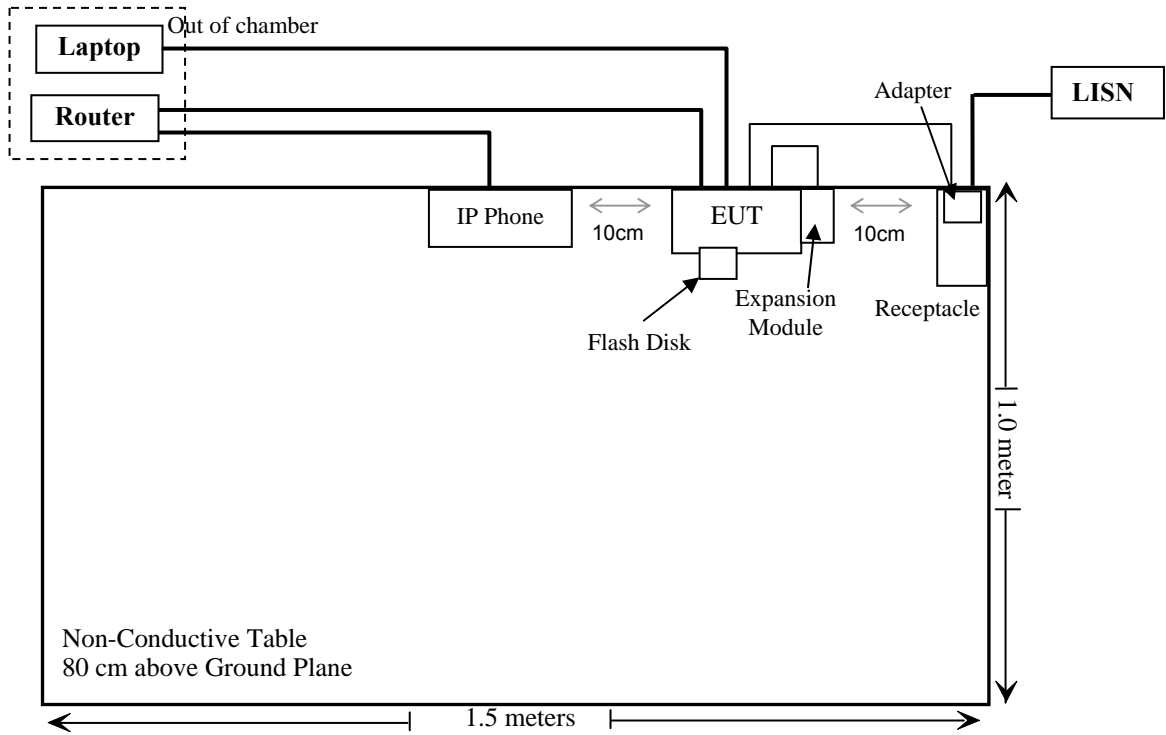 Out of chamber
Laptop
Router
Adapter
LISN
IP Phone
10cm
EUT
10cm
Expansion
Module
Receptacle
Flash Disk
1.0 meter
Non-Conductive Table
80 cm above Ground Plane
1.5 meters